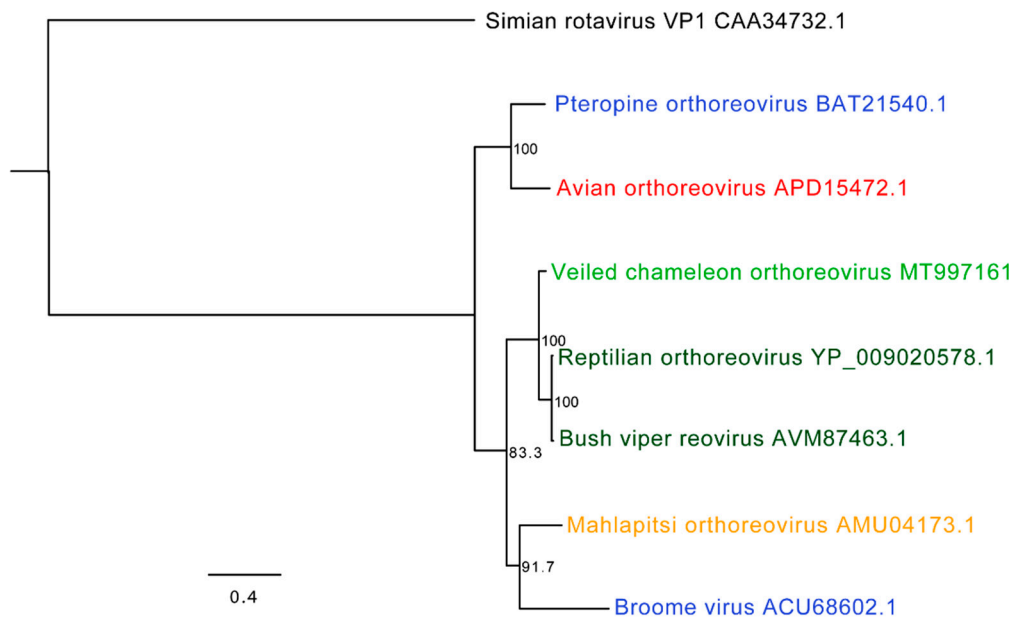 Simian rotavirus VP1 CAA34732.1
Pteropine orthoreovirus BAT21540.1
100
Avian orthoreovirus APD15472.1
Veiled chameleon orthoreovirus MT997161
100
Reptilian orthoreovirus YP_009020578.1
100
Bush viper reovirus AVM87463.1
83.3
Mahlapitsi orthoreovirus AMU04173.1
91.7
0.4
Broome virus ACU68602.1